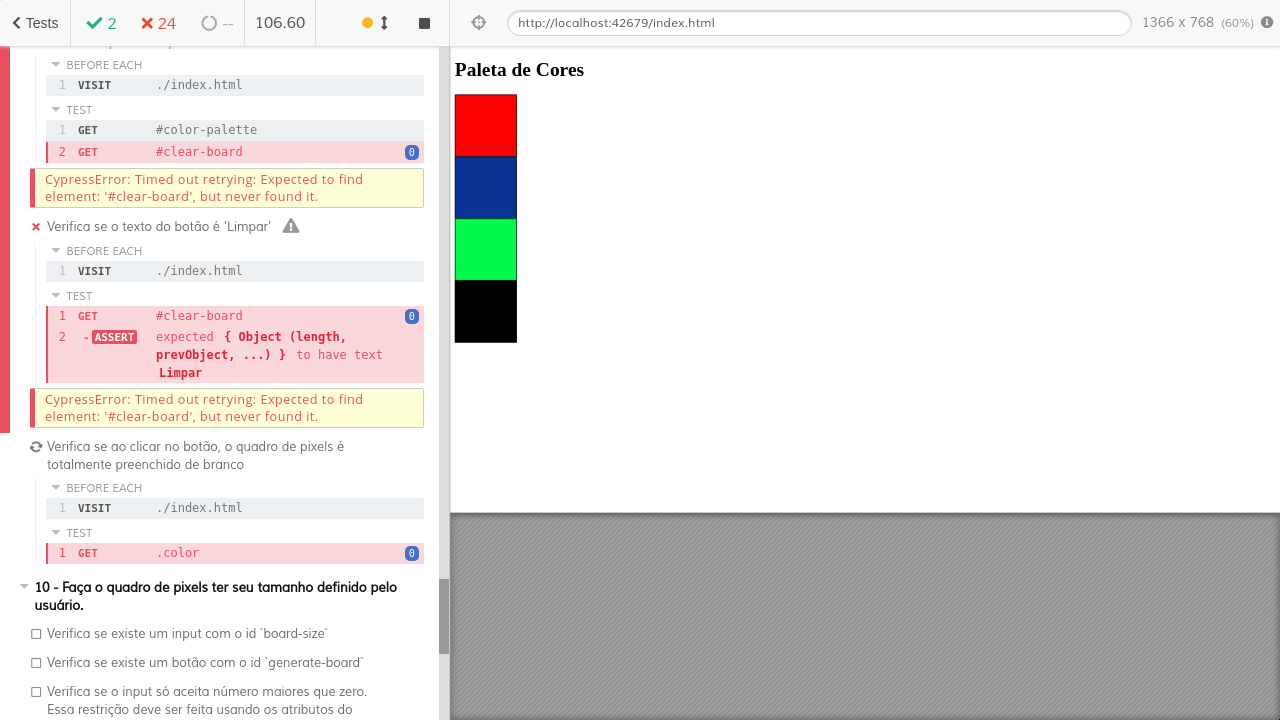 Tests
2
24
--
106.60
http://localhost:42679/index.html
1366 x 768 (60%)
BEFORE EACH
1 VISIT ./index.html
TEST
1 GET #color-palette
2 GET #clear-board 0
CypressError: Timed out retrying: Expected to find
element: '#clear-board', but never found it.
Verifica se o texto do botão é 'Limpar'
BEFORE EACH
1 VISIT ./index.html
TEST
1 GET #clear-board 0
2 -ASSERT expected { Object (length,
prevObject, ...) } to have text
Limpar
CypressError: Timed out retrying: Expected to find
element: '#clear-board', but never found it.
Verifica se ao clicar no botão, o quadro de pixels é
totalmente preenchido de branco
BEFORE EACH
1 VISIT ./index.html
TEST
1 GET .color 0
10 - Faça o quadro de pixels ter seu tamanho definido pelo
usuário.
Verifica se existe um input com o id `board-size`
Verifica se existe um botão com o id `generate-board`
Verifica se o input só aceita número maiores que zero.
Essa restrição deve ser feita usando os atributos do
Paleta de Cores